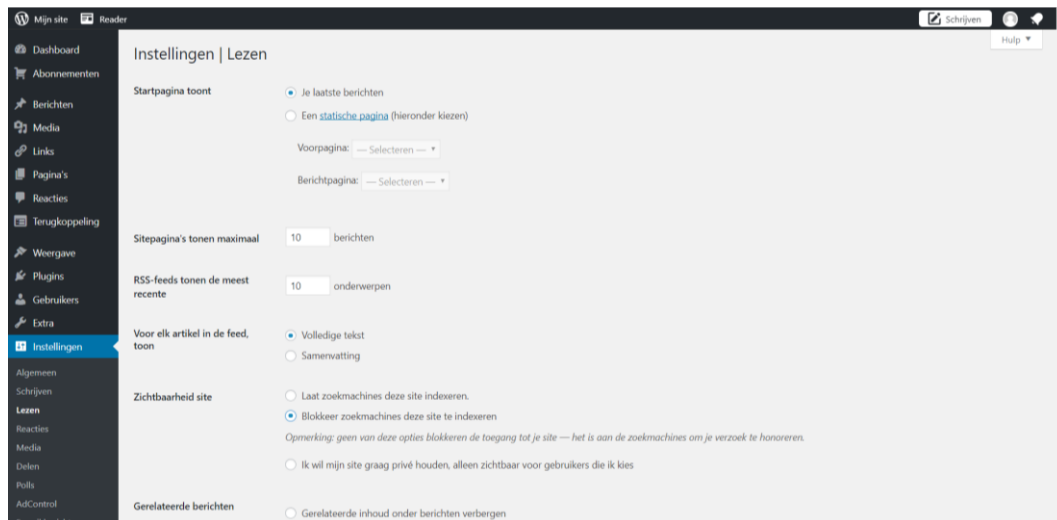 Mijn site Reader Schrijven
Hulp ▼
Dashboard
Abonnementen
Berichten
Media
Links
Pagina's
Reacties
Terugkoppeling
Weergave
Plugins
Gebruikers
Extra
Instellingen
Algemeen
Schrijven
Lezen
Reacties
Media
Delen
Polls
AdControl
Instellingen | Lezen
Startpagina toont
Je laatste berichten
Een statische pagina (hieronder kiezen)
Voorpagina: — Selecteren — ▼
Berichtpagina: — Selecteren — ▼
Sitepagina's tonen maximaal 10 berichten
RSS-feeds tonen de meest
recente
10 onderwerpen
Voor elk artikel in de feed,
toon
Volledige tekst
Samenvatting
Zichtbaarheid site
Laat zoekmachines deze site indexeren.
Blokkeer zoekmachines deze site te indexeren
Opmerking: geen van deze opties blokkeren de toegang tot je site — het is aan de zoekmachines om je verzoek te honoreren.
Ik wil mijn site graag privé houden, alleen zichtbaar voor gebruikers die ik kies
Gerelateerde berichten
Gerelateerde inhoud onder berichten verbergen